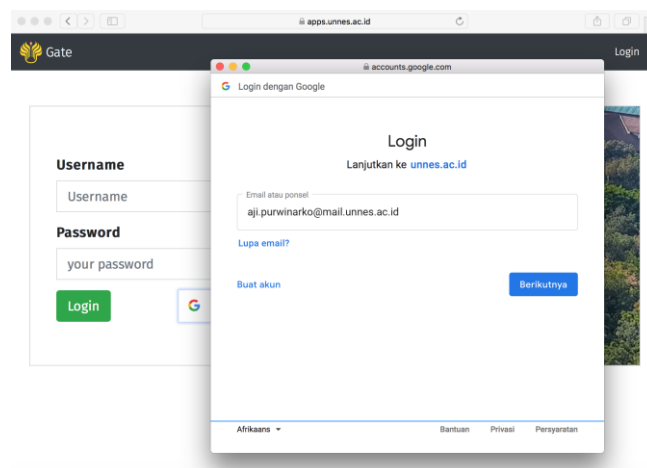 apps.unnes.ac.id
Gate
Login
accounts.google.com
Login dengan Google
Login
Lanjutkan ke unnes.ac.id
Email atau ponsel
aji.purwinarko@mail.unnes.ac.id
Lupa email?
Buat akun
Berikutnya
Afrikaans
Bantuan Privasi Persyaratan
Username
Username
Password
your password
Login